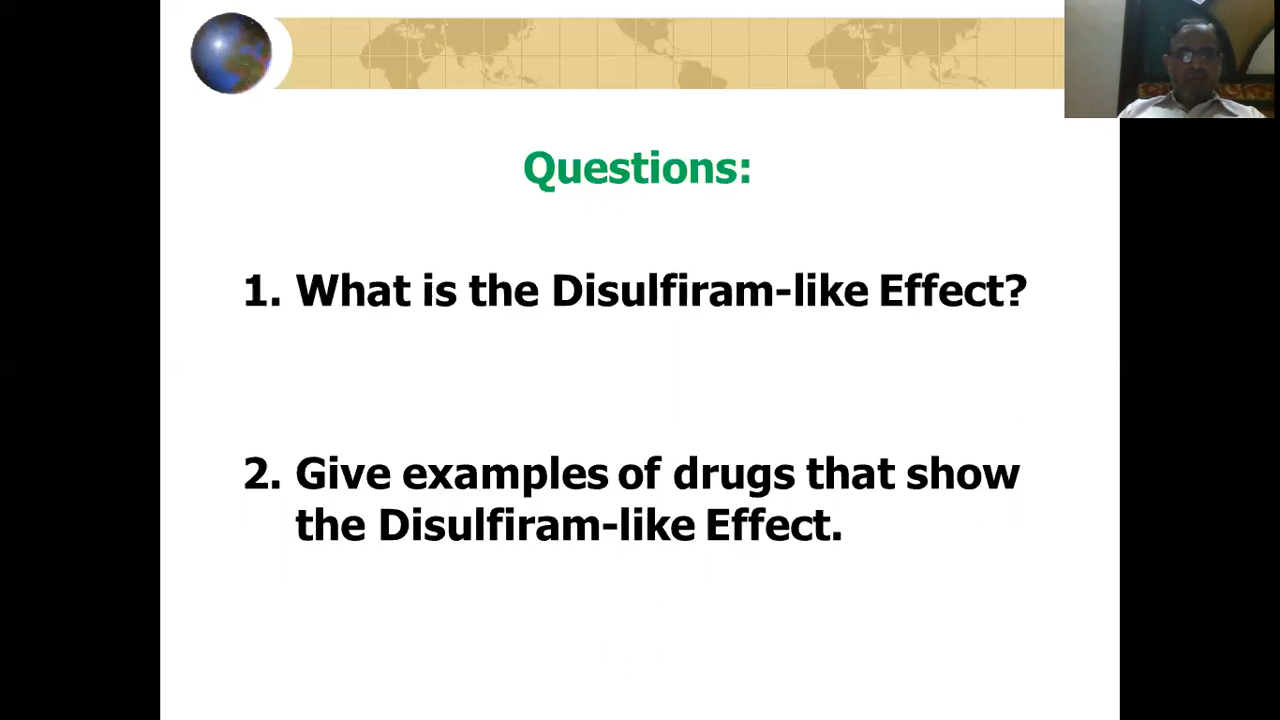 Questions:
1. What is the Disulfiram-like Effect?
2. Give examples of drugs that show
the Disulfiram-like Effect.